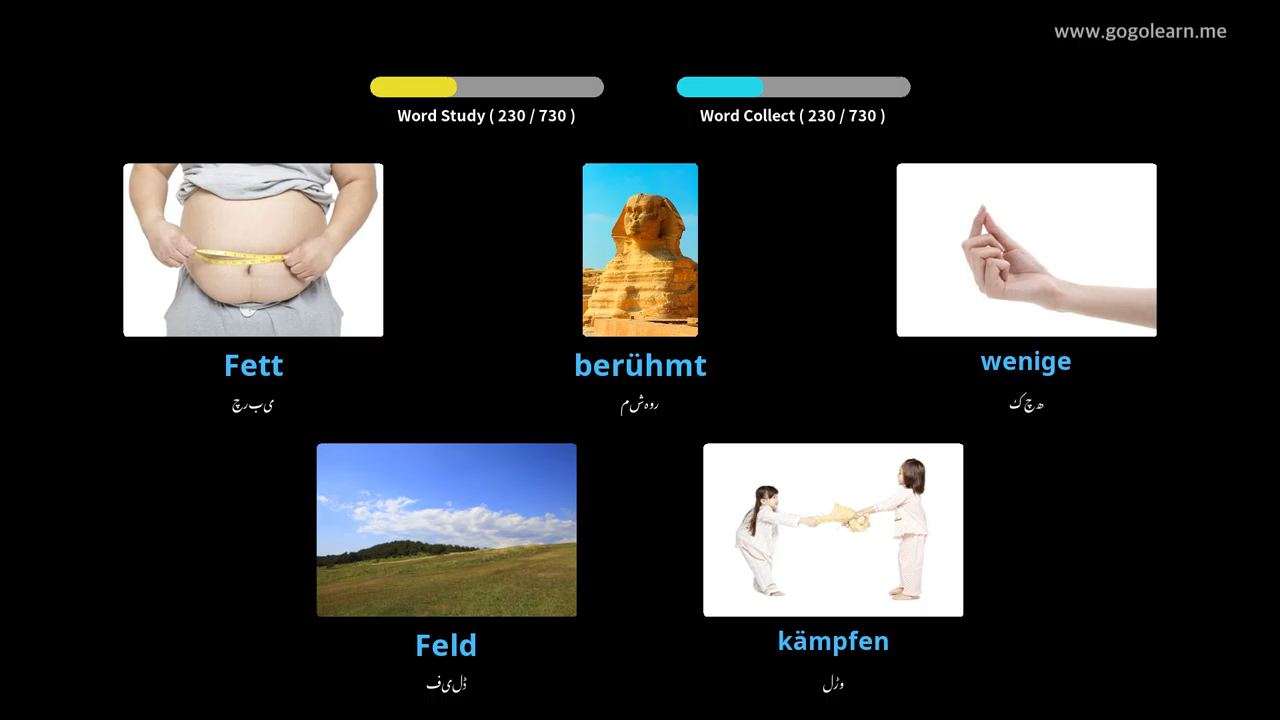 www.gogolearn.me
Word Study ( 230 / 730 )
Word Collect ( 230 / 730 )
Fett
berühmt
wenige
چربی
مشہور
کُچھ
Feld
kämpfen
فیلڈ
لڑو